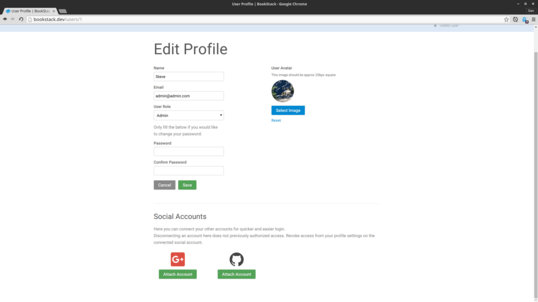 User Profile | BookStack - Google Chrome
User Profile | BookSt
bookstack.dev/users/7
Edit Profile
Name
Steve
Email
admin@admin.com
User Role
Admin
Only fill the below if you would like
to change your password
Password
Confirm Password
Cancel
Save
User Avatar
This image should be approx 256px square.
Select Image
Reset
Social Accounts
Here you can connect your other accounts for quicker and easier login.
Disconnecting an account here does not previously authorized access. Revoke access from your profile settings on the
connected social account.
G+
Attach Account
Attach Account